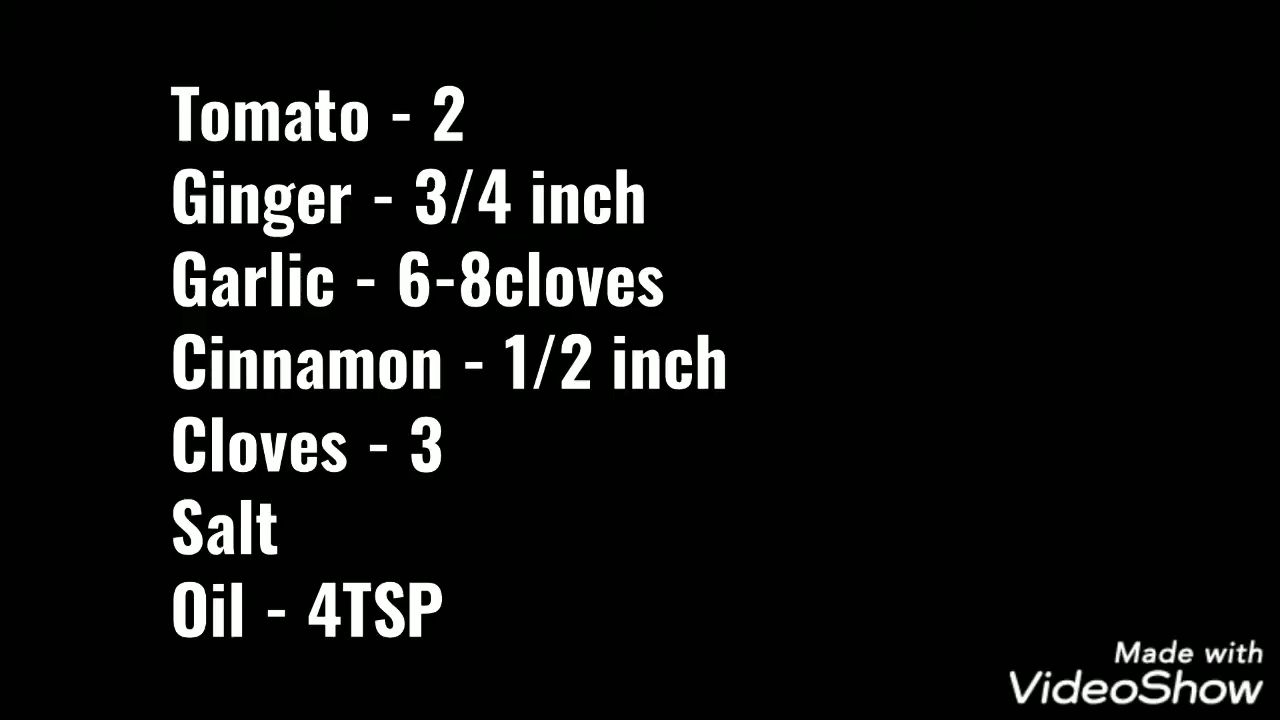 Tomato - 2
Ginger - 3/4 inch
Garlic - 6-8cloves
Cinnamon - 1/2 inch
Cloves - 3
Salt
Oil - 4TSP
Made with
VideoShow